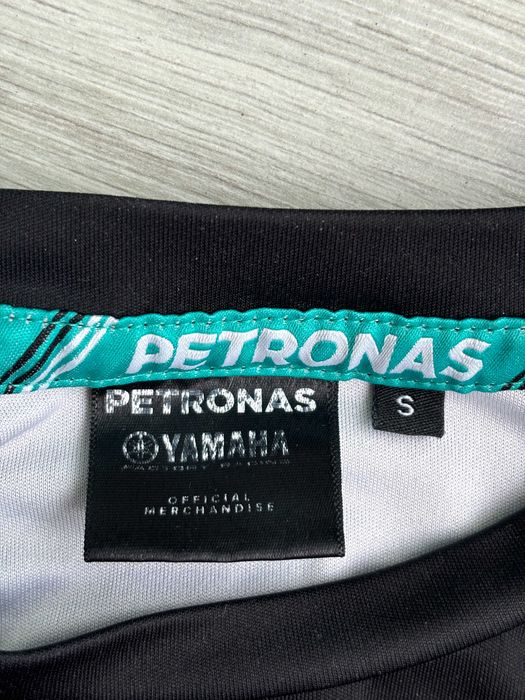 PETRONAS
PETRONAS
S
YAMAHA
OFFICIAL
MERCHANDISE